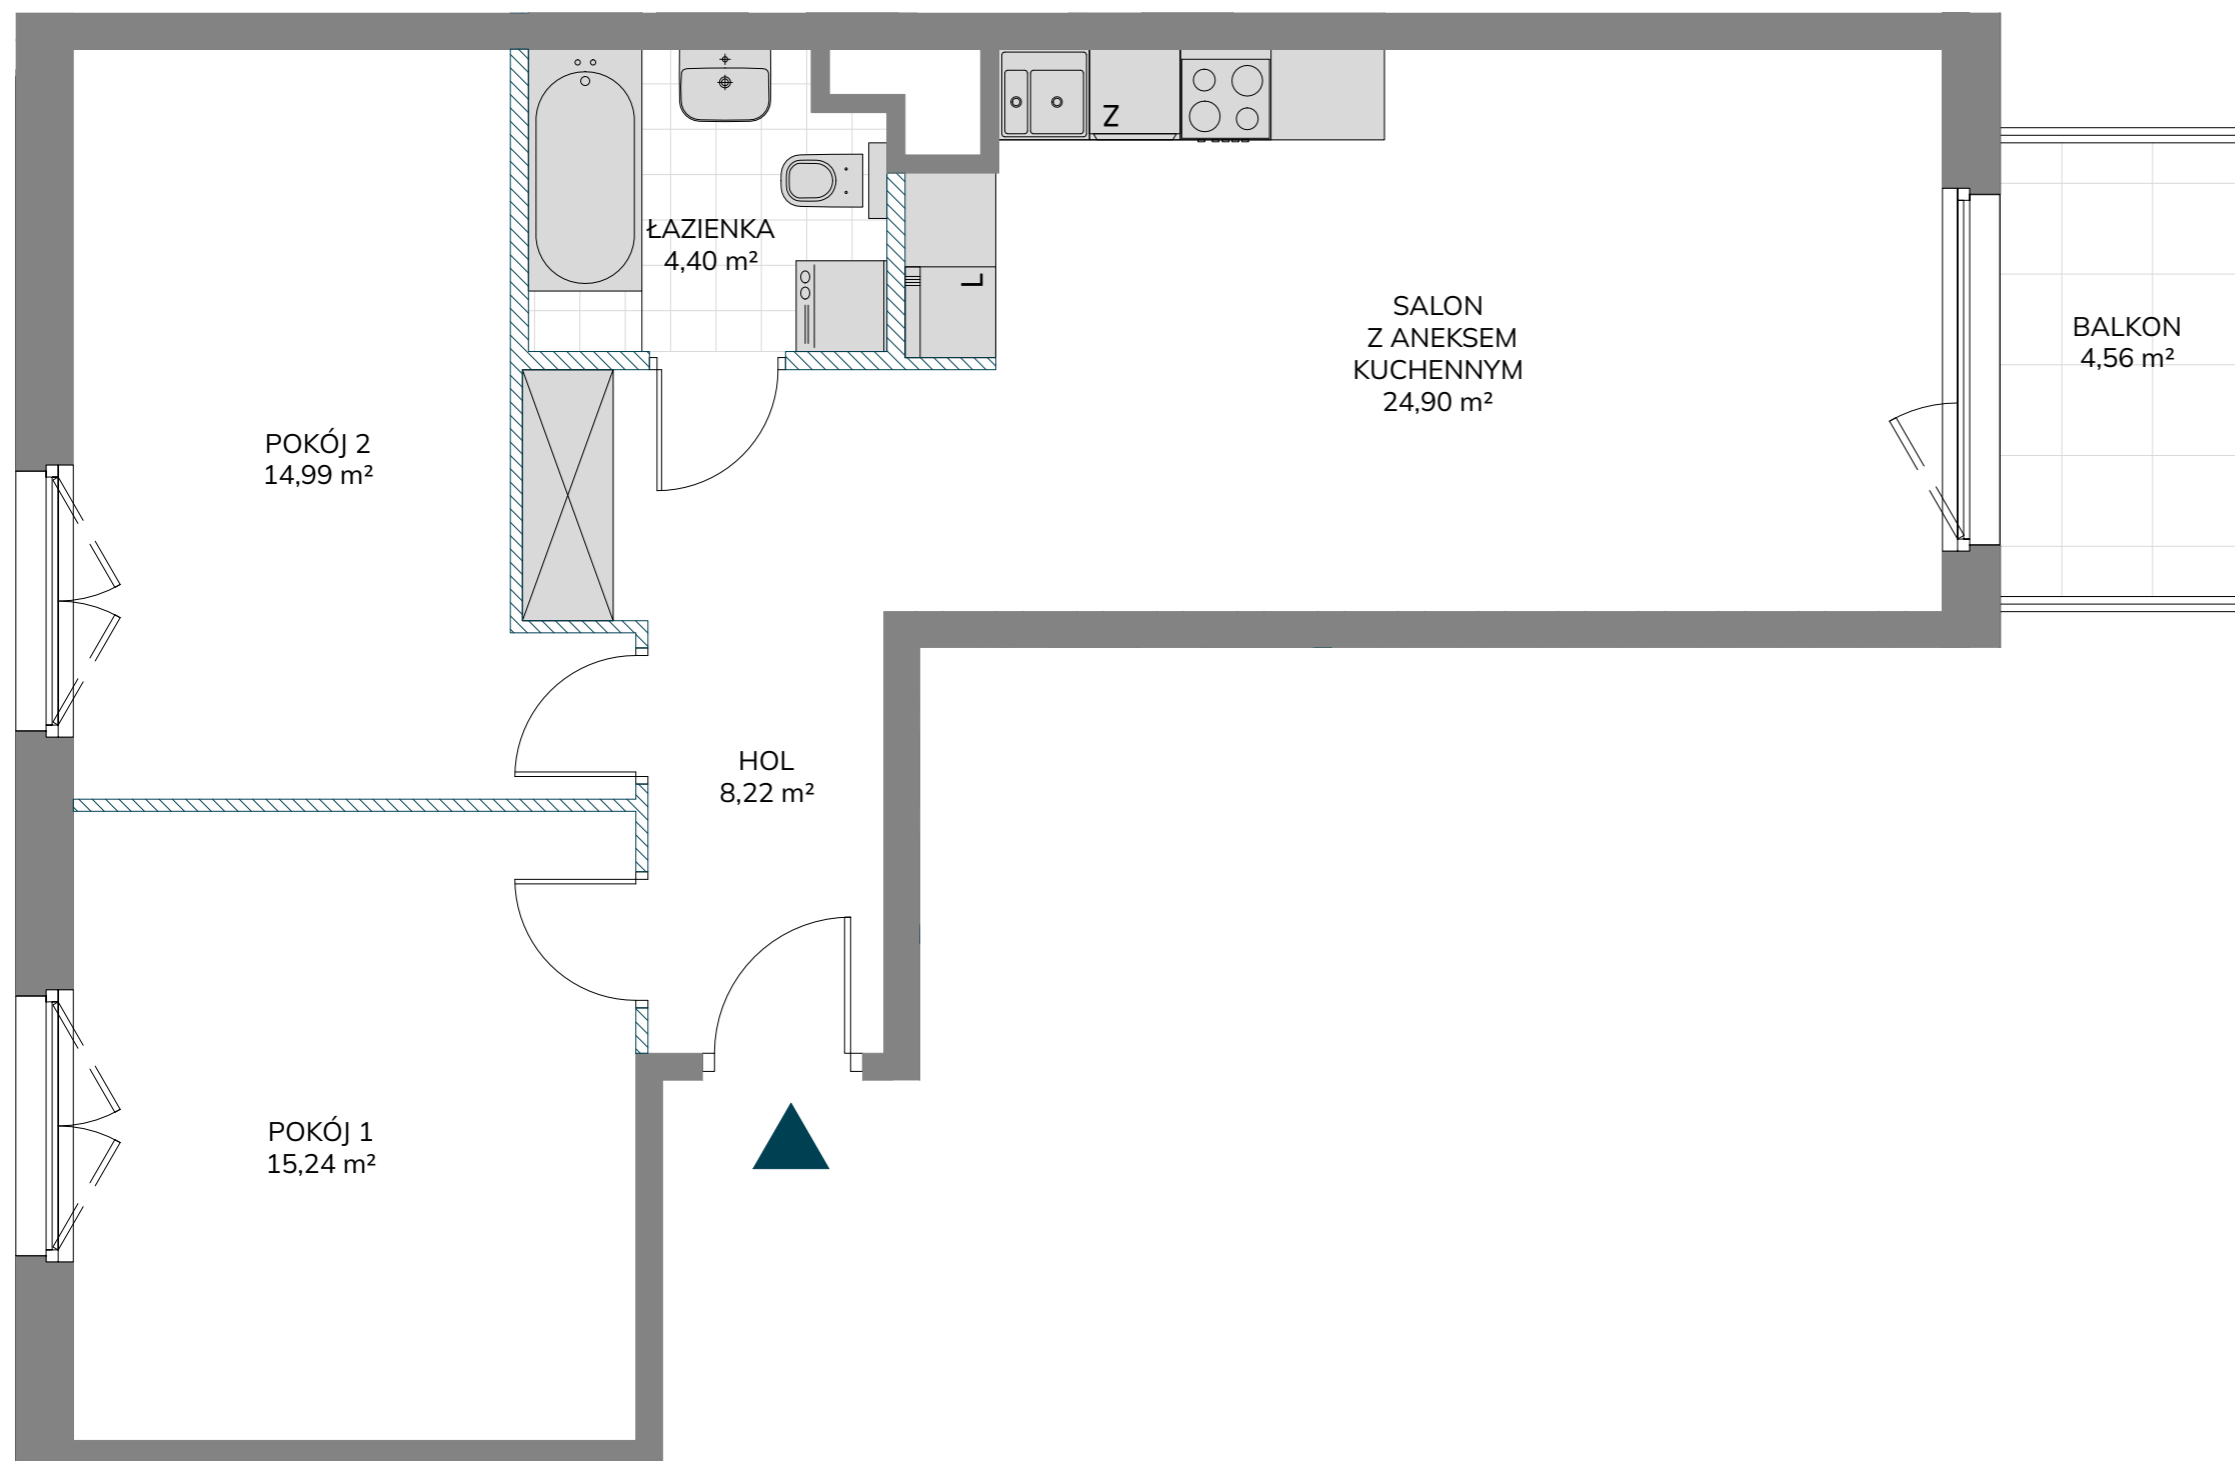 Z
ŁAZIENKA
4,40 m²
L
SALON
Z ANEKSEM
KUCHENNYM
24,90 m²
BALKON
4,56 m²
POKÓJ 2
14,99 m²
HOL
8,22 m²
POKÓJ 1
15,24 m²